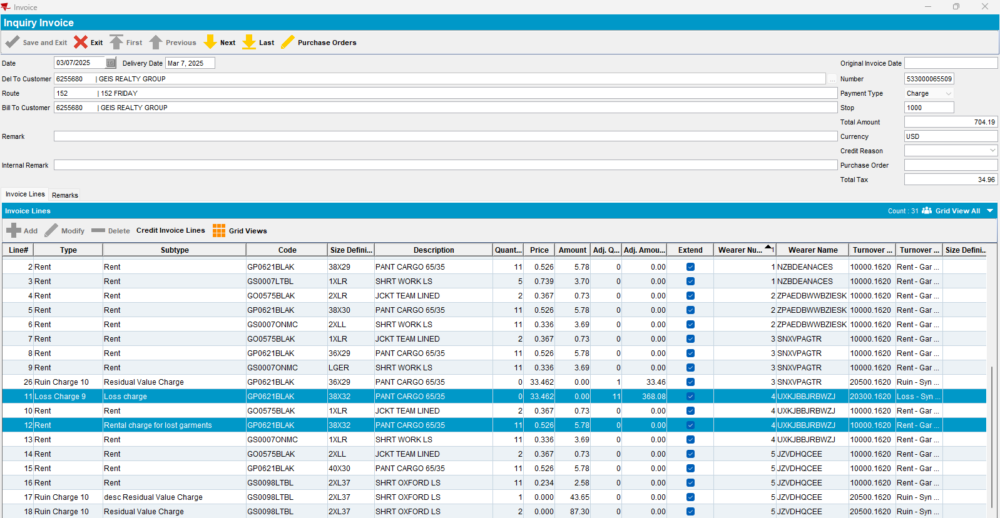 Invoice
Inquiry Invoice
Save and Exit Exit First Previous Next Last Purchase Orders
Date 03/07/2025 Delivery Date Mar 7, 2025 Original Invoice Date
Del To Customer 6255680 | GEIS REALTY GROUP ... Number 533000065509
Route 152 | 152 FRIDAY Payment Type Charge
Bill To Customer 6255680 | GEIS REALTY GROUP Stop 1000
Total Amount 704.19
Remark Currency USD
Credit Reason
Internal Remark Purchase Order
Total Tax 34.96
Invoice Lines Remarks
Invoice Lines Count : 31 Grid View All
Add Modify Delete Credit Invoice Lines Grid Views
Line# Type Subtype Code Size Defini... Description Quant... Price Amount Adj. Q... Adj. Amou... Extend Wearer Nu... 1 Wearer Name Turnover ... Turnover ... Size Defini...
2 Rent Rent GP0621BLAK 38X29 PANT CARGO 65/35 11 0.526 5.78 0 0.00 1 NZBDEANACES 10000.1620 Rent - Gar ...
3 Rent Rent GS0007LTBL 1XLR SHRT WORK LS 5 0.739 3.70 0 0.00 1 NZBDEANACES 10000.1620 Rent - Gar ...
4 Rent Rent GO0575BLAK 2XLR JCKT TEAM LINED 2 0.367 0.73 0 0.00 2 ZPAEDBWWBZIESK 10000.1620 Rent - Gar ...
5 Rent Rent GP0621BLAK 38X30 PANT CARGO 65/35 11 0.526 5.78 0 0.00 2 ZPAEDBWWBZIESK 10000.1620 Rent - Gar ...
6 Rent Rent GS0007ONMC 2XLL SHRT WORK LS 11 0.336 3.69 0 0.00 2 ZPAEDBWWBZIESK 10000.1620 Rent - Gar ...
7 Rent Rent GO0575BLAK 1XLR JCKT TEAM LINED 2 0.367 0.73 0 0.00 3 SNXVPAGTR 10000.1620 Rent - Gar ...
8 Rent Rent GP0621BLAK 36X29 PANT CARGO 65/35 11 0.526 5.78 0 0.00 3 SNXVPAGTR 10000.1620 Rent - Gar ...
9 Rent Rent GS0007ONMC LGER SHRT WORK LS 11 0.336 3.69 0 0.00 3 SNXVPAGTR 10000.1620 Rent - Gar ...
26 Ruin Charge 10 Residual Value Charge GP0621BLAK 36X29 PANT CARGO 65/35 0 33.462 0.00 1 33.46 3 SNXVPAGTR 20500.1620 Ruin - Syn ...
11 Loss Charge 9 Loss charge GP0621BLAK 38X32 PANT CARGO 65/35 0 33.462 0.00 11 368.08 4 UXKJBBJRBWZJ 20300.1620 Loss - Syn ...
10 Rent Rent GO0575BLAK 1XLR JCKT TEAM LINED 2 0.367 0.73 0 0.00 4 UXKJBBJRBWZJ 10000.1620 Rent - Gar ...
12 Rent Rental charge for lost garments GP0621BLAK 38X32 PANT CARGO 65/35 11 0.526 5.78 0 0.00 4 UXKJBBJRBWZJ 10000.1620 Rent - Gar ...
13 Rent Rent GS0007ONMC 1XLR SHRT WORK LS 11 0.336 3.69 0 0.00 4 UXKJBBJRBWZJ 10000.1620 Rent - Gar ...
14 Rent Rent GO0575BLAK 2XLL JCKT TEAM LINED 2 0.367 0.73 0 0.00 5 JZVDHQCEE 10000.1620 Rent - Gar ...
15 Rent Rent GP0621BLAK 40X30 PANT CARGO 65/35 11 0.526 5.78 0 0.00 5 JZVDHQCEE 10000.1620 Rent - Gar ...
16 Rent Rent GS0098LTBL 2XL37 SHRT OXFORD LS 11 0.234 2.58 0 0.00 5 JZVDHQCEE 10000.1620 Rent - Gar ...
17 Ruin Charge 10 desc Residual Value Charge GS0098LTBL 2XL37 SHRT OXFORD LS 1 0.000 43.65 0 0.00 5 JZVDHQCEE 20500.1620 Ruin - Syn ...
18 Ruin Charge 10 Residual Value Charge GS0098LTBL 2XL37 SHRT OXFORD LS 2 0.000 87.30 0 0.00 5 JZVDHQCEE 20500.1620 Ruin - Syn ...